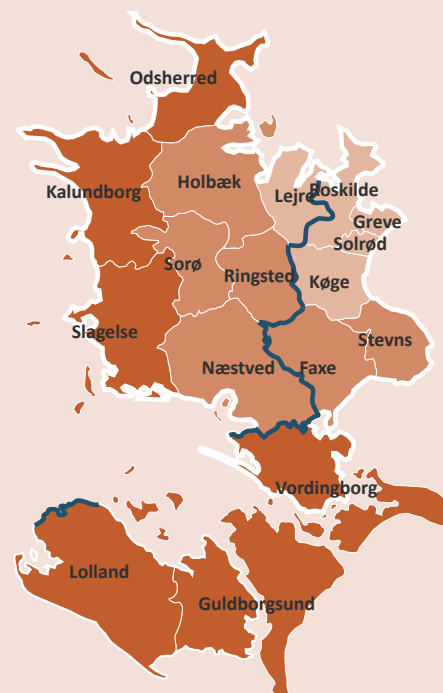 Odsherred
Holbæk
Kalundborg
Lejre
Roskilde
Greve
Solrød
Sorø
Ringsted
Køge
Slagelse
Stevns
Næstved
Faxe
Vordingborg
Lolland
Guldborgsund